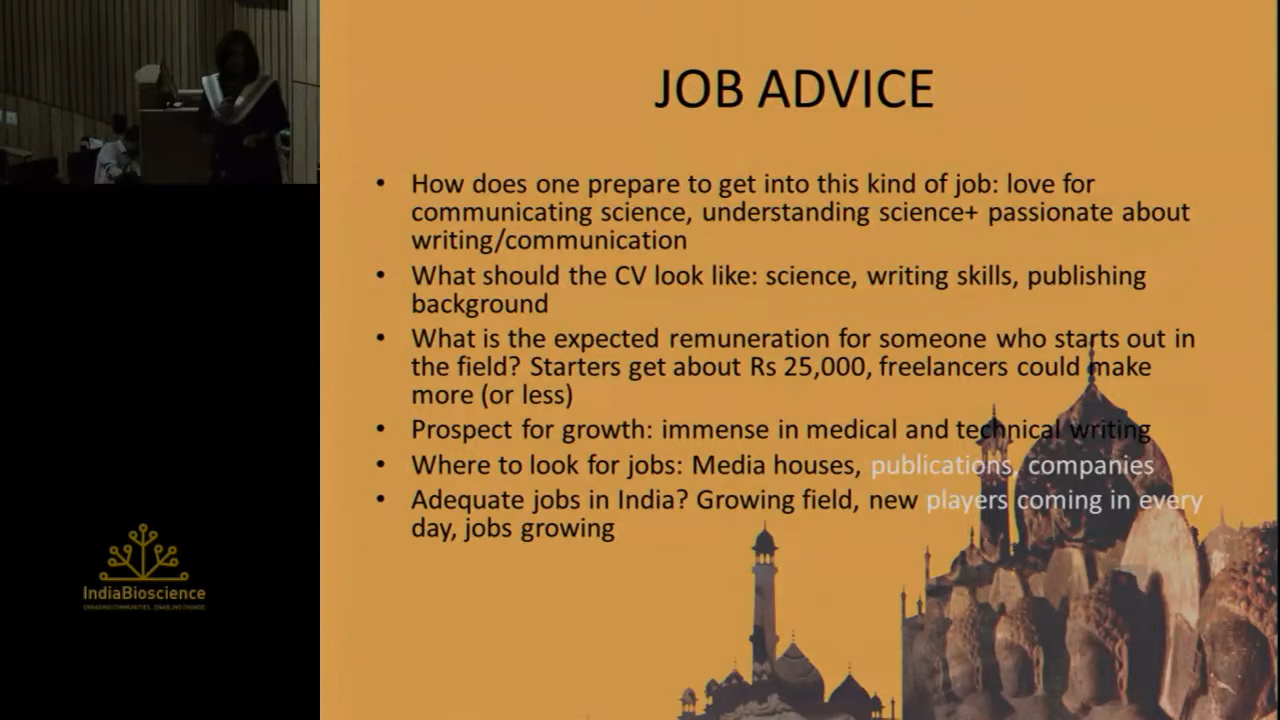 JOB ADVICE
• How does one prepare to get into this kind of job: love for
communicating science, understanding science+ passionate about
writing/communication
• What should the CV look like: science, writing skills, publishing
background
• What is the expected remuneration for someone who starts out in
the field? Starters get about Rs 25,000, freelancers could make
more (or less)
• Prospect for growth: immense in medical and technical writing
• Where to look for jobs: Media houses, publications, companies
• Adequate jobs in India? Growing field, new players coming in every
day, jobs growing
IndiaBioscience
ENGAGING COMMUNITIES . ENABLING CHANGE